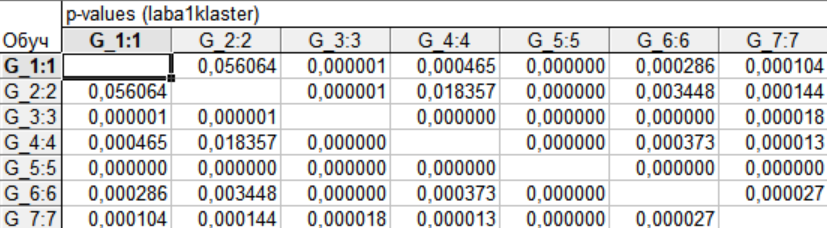 p-values (laba1klaster)
Обуч G_1:1 G_2:2 G_3:3 G_4:4 G_5:5 G_6:6 G_7:7
G_1:1 0,056064 0,000001 0,000465 0,000000 0,000286 0,000104
G_2:2 0,056064 0,000001 0,018357 0,000000 0,003448 0,000144
G_3:3 0,000001 0,000001 0,000000 0,000000 0,000000 0,000018
G_4:4 0,000465 0,018357 0,000000 0,000000 0,000373 0,000013
G_5:5 0,000000 0,000000 0,000000 0,000000 0,000000 0,000000
G_6:6 0,000286 0,003448 0,000000 0,000373 0,000000 0,000027
G_7:7 0,000104 0,000144 0,000018 0,000013 0,000000 0,000027